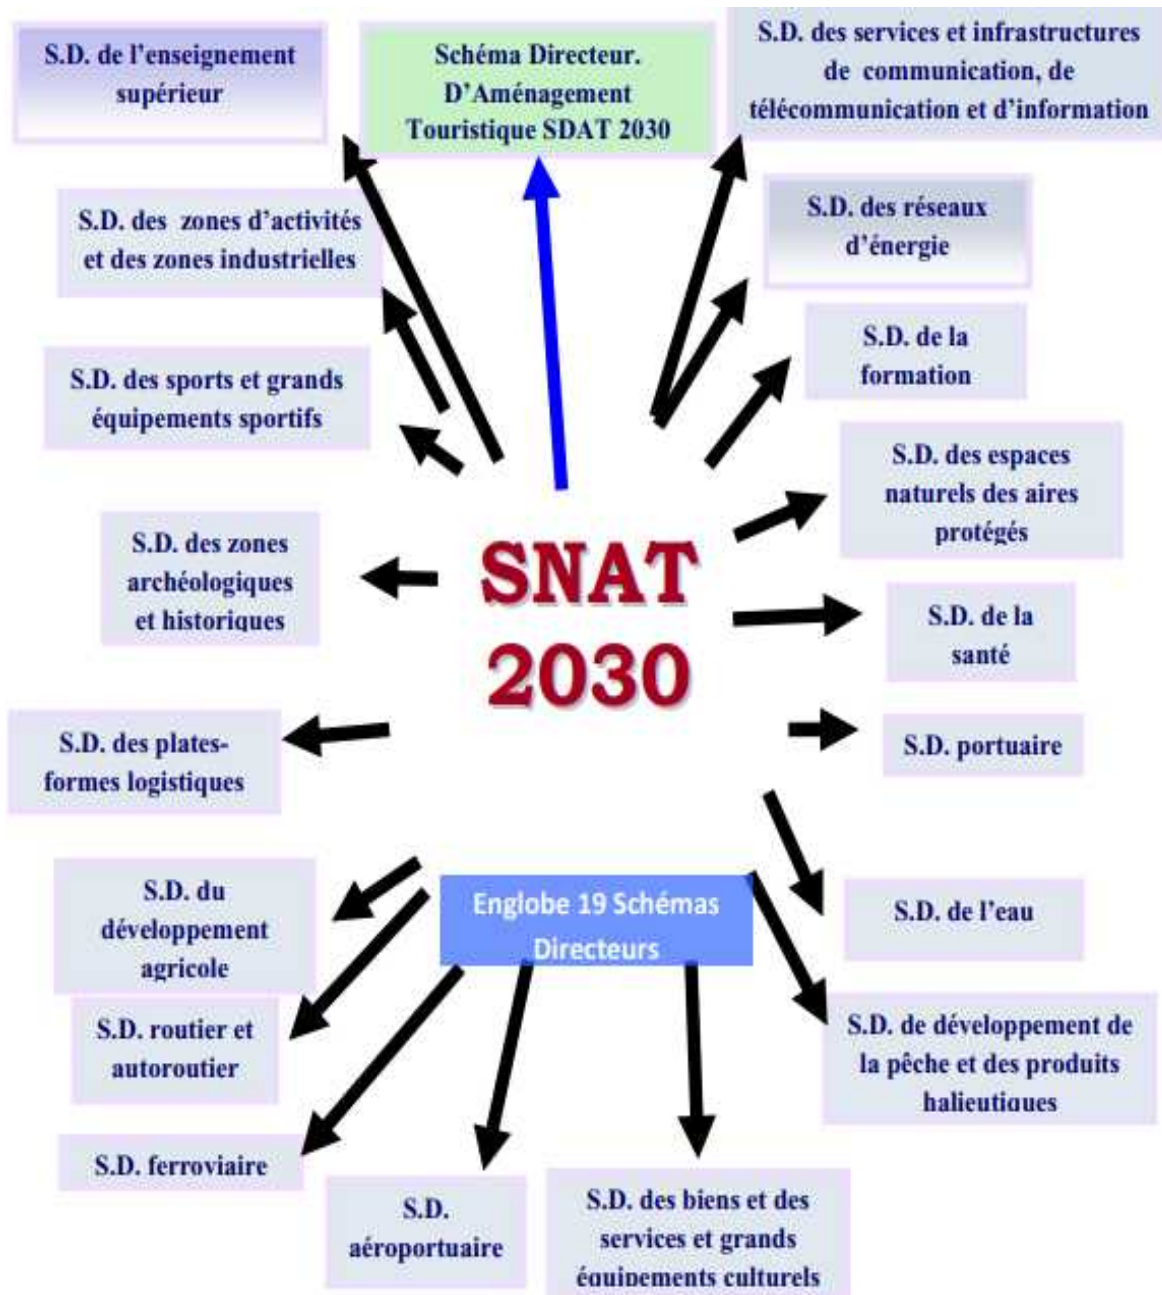 S.D. de l'enseignement
supérieur
Schéma Directeur.
D'Aménagement
Touristique SDAT 2030
S.D. des services et infrastructures
de communication, de
télécommunication et d'information
S.D. des zones d'activités
et des zones industrielles
S.D. des réseaux
d'énergie
S.D. de la
formation
S.D. des sports et grands
équipements sportifs
S.D. des espaces
naturels des aires
protégés
S.D. des zones
archéologiques
et historiques
SNAT
2030
S.D. de la
santé
S.D. des plates-
formes logistiques
S.D. portuaire
S.D. du
développement
agricole
Englobe 19 Schémas
Directeurs
S.D. de l'eau
S.D. routier et
autoroutier
S.D. de développement de
la pêche et des produits
halieutiques
S.D. ferroviaire
S.D.
aéroportuaire
S.D. des biens et des
services et grands
équipements culturels